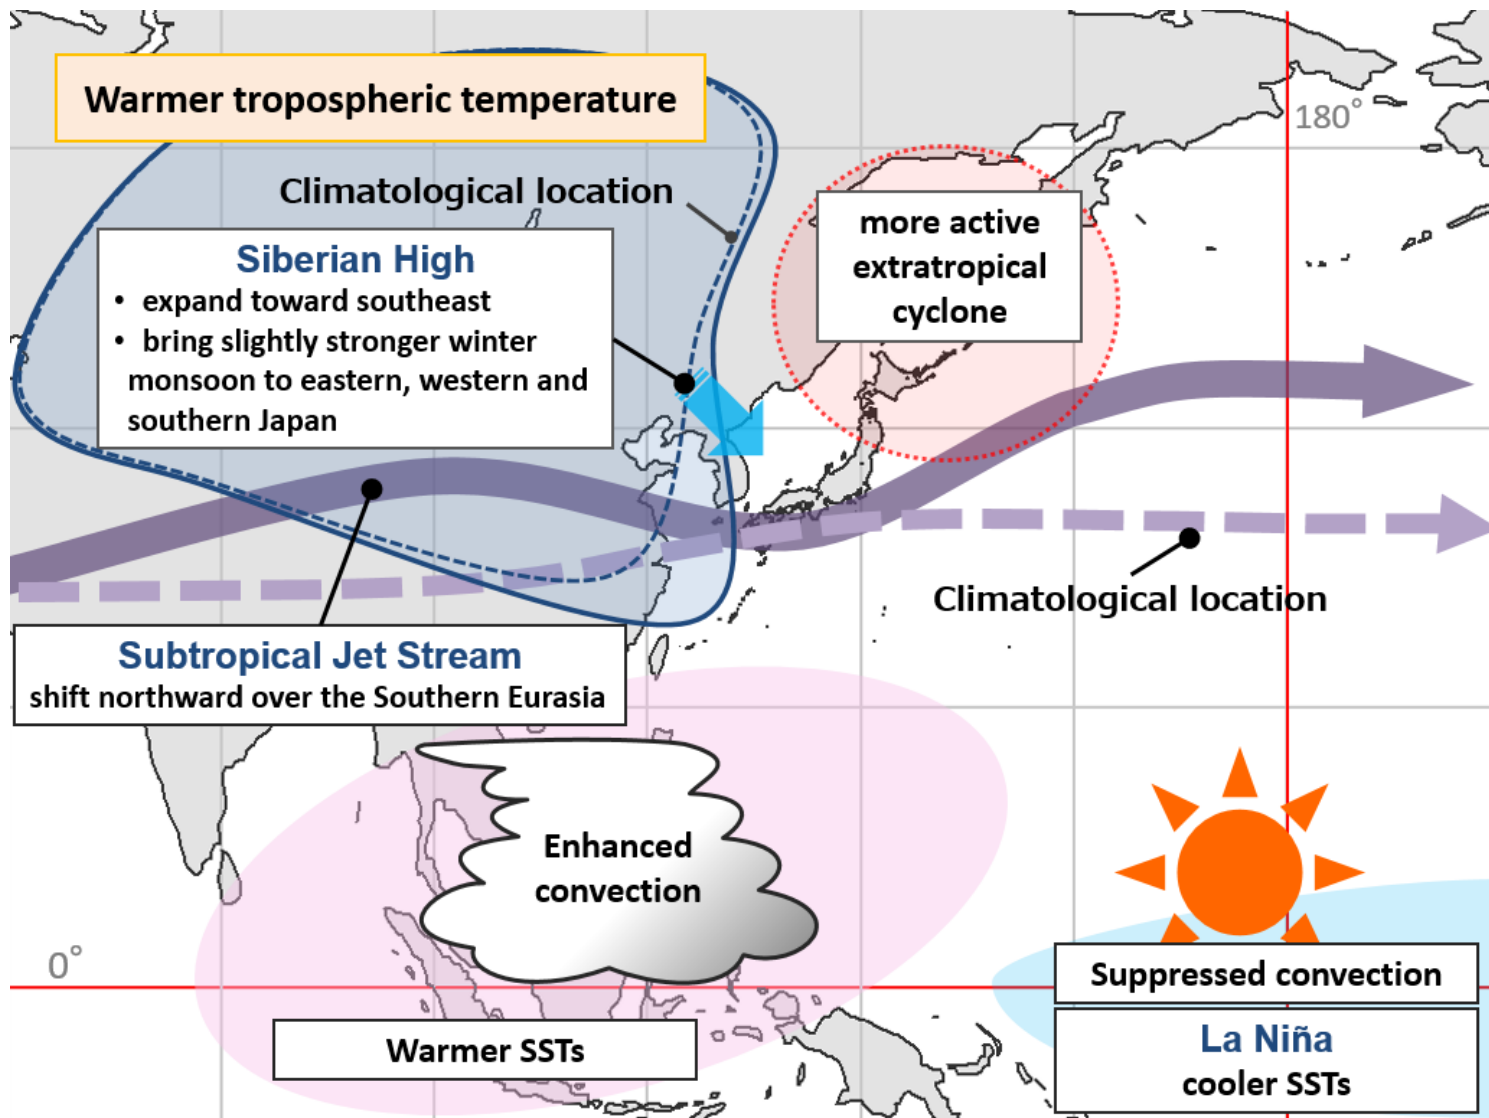 Warmer tropospheric temperature
180°
Climatological location
more active
extratropical
cyclone
Siberian High
• expand toward southeast
• bring slightly stronger winter
monsoon to eastern, western and
southern Japan
Climatological location
Subtropical Jet Stream
shift northward over the Southern Eurasia
Enhanced
convection
0°
Suppressed convection
Warmer SSTs
La Niña
cooler SSTs